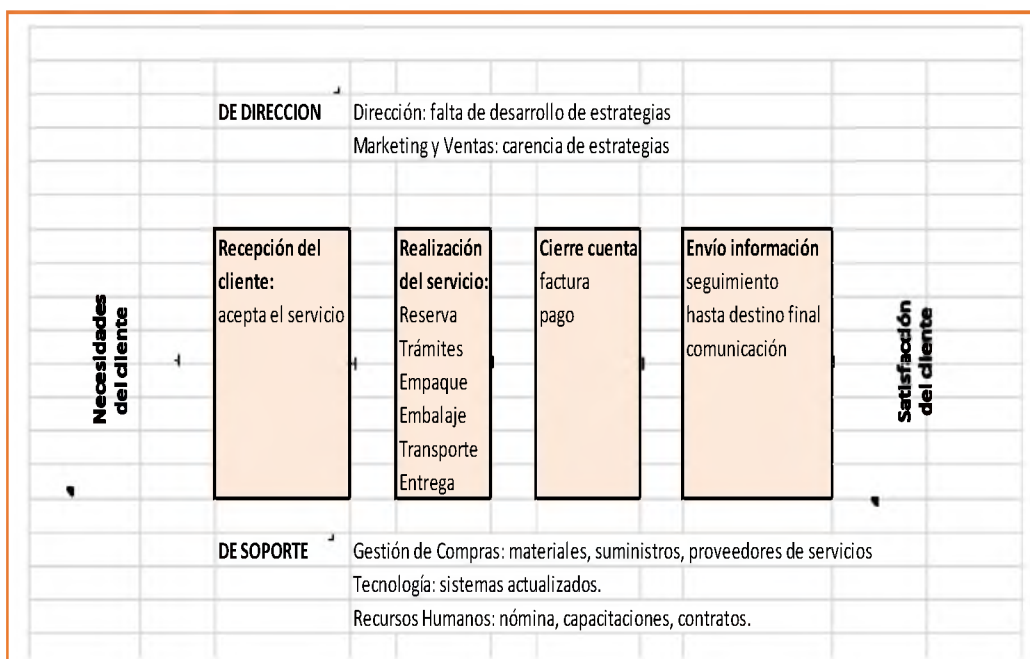 DE DIRECCION Dirección: falta de desarrollo de estrategias
Marketing y Ventas: carencia de estrategias
Necesidades
del cliente
Recepción del
cliente:
acepta el servicio
Realización
del servicio:
Reserva
Trámites
Empaque
Embalaje
Transporte
Entrega
Cierre cuenta
factura
pago
Envío información
seguimiento
hasta destino final
comunicación
Satisfacción
del cliente
DE SOPORTE Gestión de Compras: materiales, suministros, proveedores de servicios
Tecnología: sistemas actualizados.
Recursos Humanos: nómina, capacitaciones, contratos.